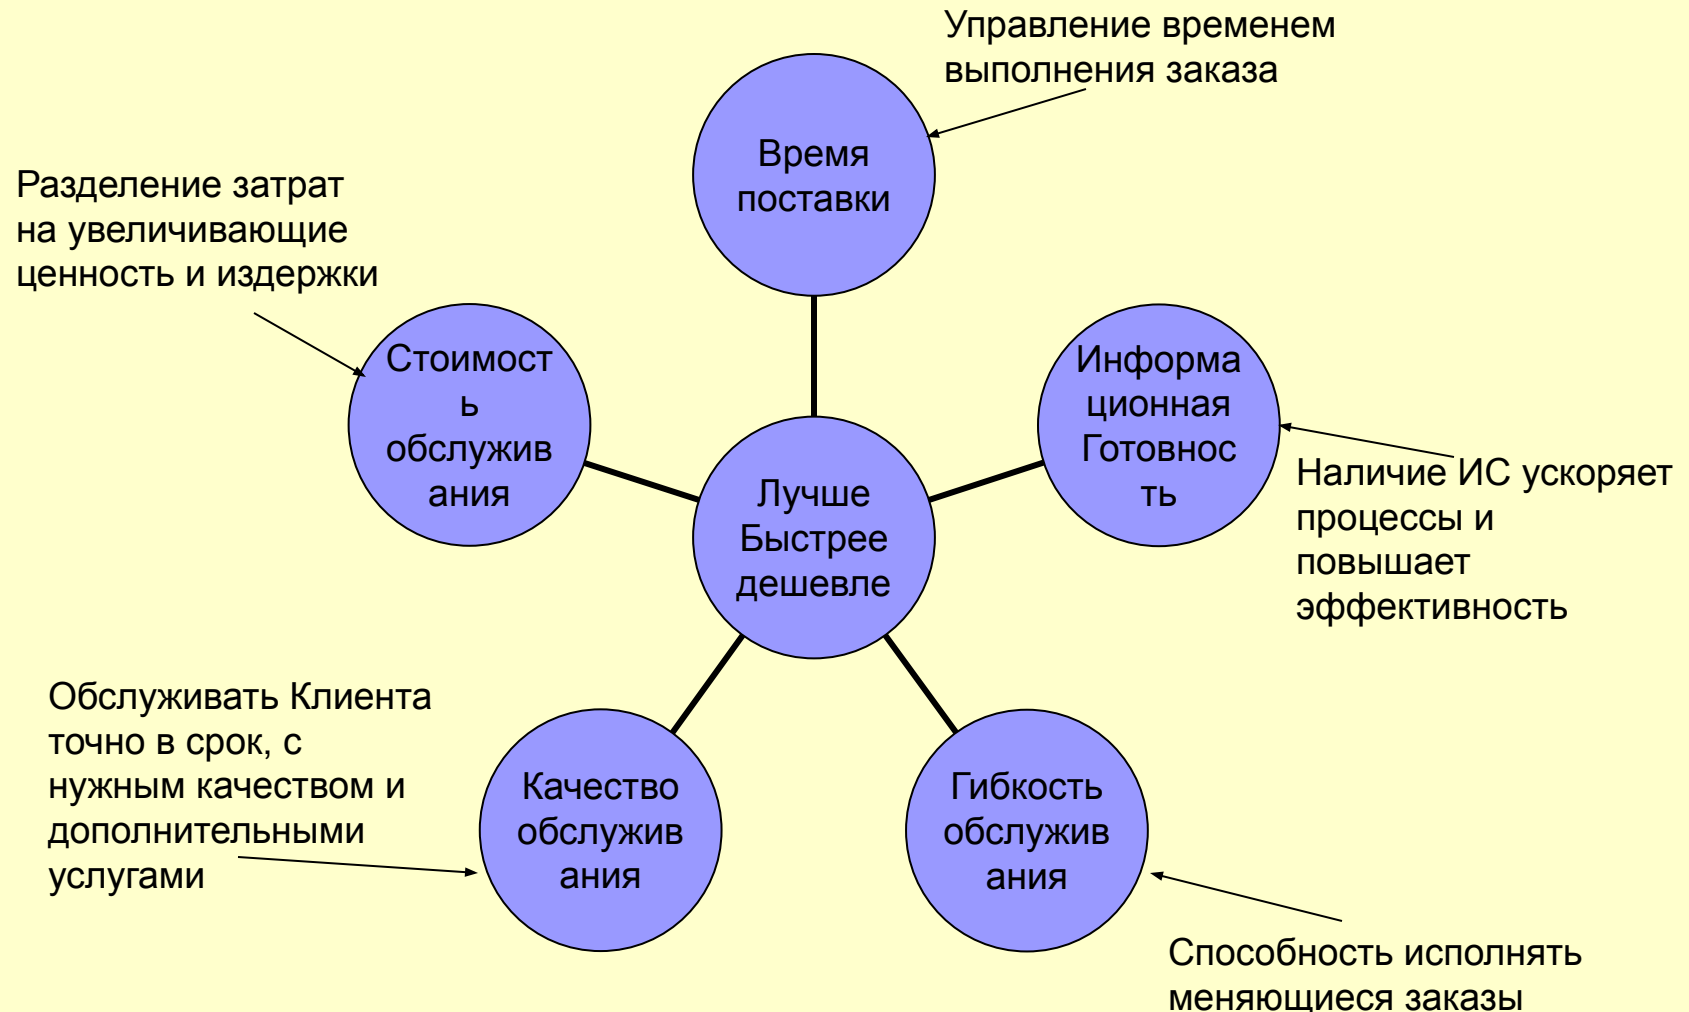 Управление временем
выполнения заказа
Время
поставки
Разделение затрат
на увеличивающие
ценность и издержки
Стоимост
ь
обслужив
ания
Информа
ционная
Готовнос
ть
Наличие ИС ускоряет
процессы и
повышает
эффективность
Лучше
Быстрее
дешевле
Обслуживать Клиента
точно в срок, с
нужным качеством и
дополнительными
услугами
Качество
обслужив
ания
Гибкость
обслужив
ания
Способность исполнять
меняющиеся заказы